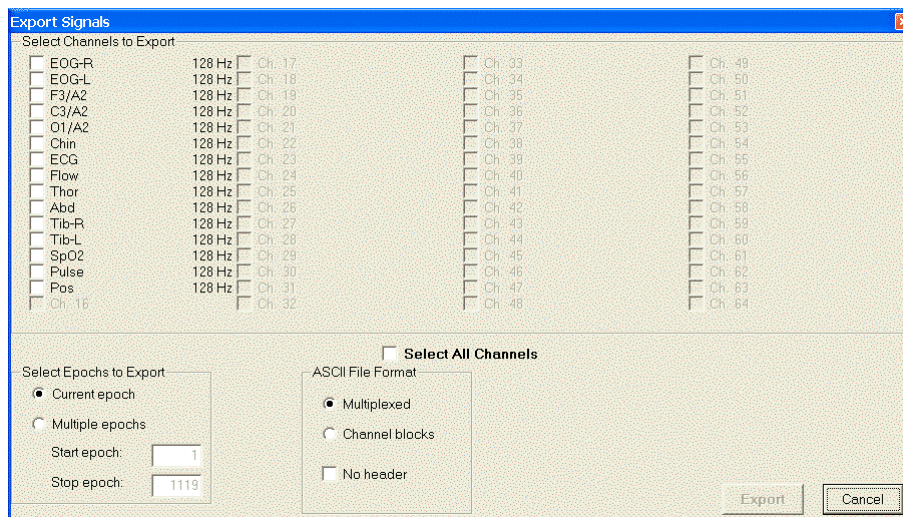 Export Signals
Select Channels to Export
EOG-R 128 Hz Ch. 17 Ch. 33 Ch. 49
EOG-L 128 Hz Ch. 18 Ch. 34 Ch. 50
F3/A2 128 Hz Ch. 19 Ch. 35 Ch. 51
C3/A2 128 Hz Ch. 20 Ch. 36 Ch. 52
O1/A2 128 Hz Ch. 21 Ch. 37 Ch. 53
Chin 128 Hz Ch. 22 Ch. 38 Ch. 54
ECG 128 Hz Ch. 23 Ch. 39 Ch. 55
Flow 128 Hz Ch. 24 Ch. 40 Ch. 56
Thor 128 Hz Ch. 25 Ch. 41 Ch. 57
Abd 128 Hz Ch. 26 Ch. 42 Ch. 58
Tib-R 128 Hz Ch. 27 Ch. 43 Ch. 59
Tib-L 128 Hz Ch. 28 Ch. 44 Ch. 60
SpO2 128 Hz Ch. 29 Ch. 45 Ch. 61
Pulse 128 Hz Ch. 30 Ch. 46 Ch. 62
Pos 128 Hz Ch. 31 Ch. 47 Ch. 63
Ch. 16 Ch. 32 Ch. 48 Ch. 64
Select All Channels
Select Epochs to Export
Current epoch
Multiple epochs
Start epoch: 1
Stop epoch: 1119
ASCII File Format
Multiplexed
Channel blocks
No header
Export Cancel